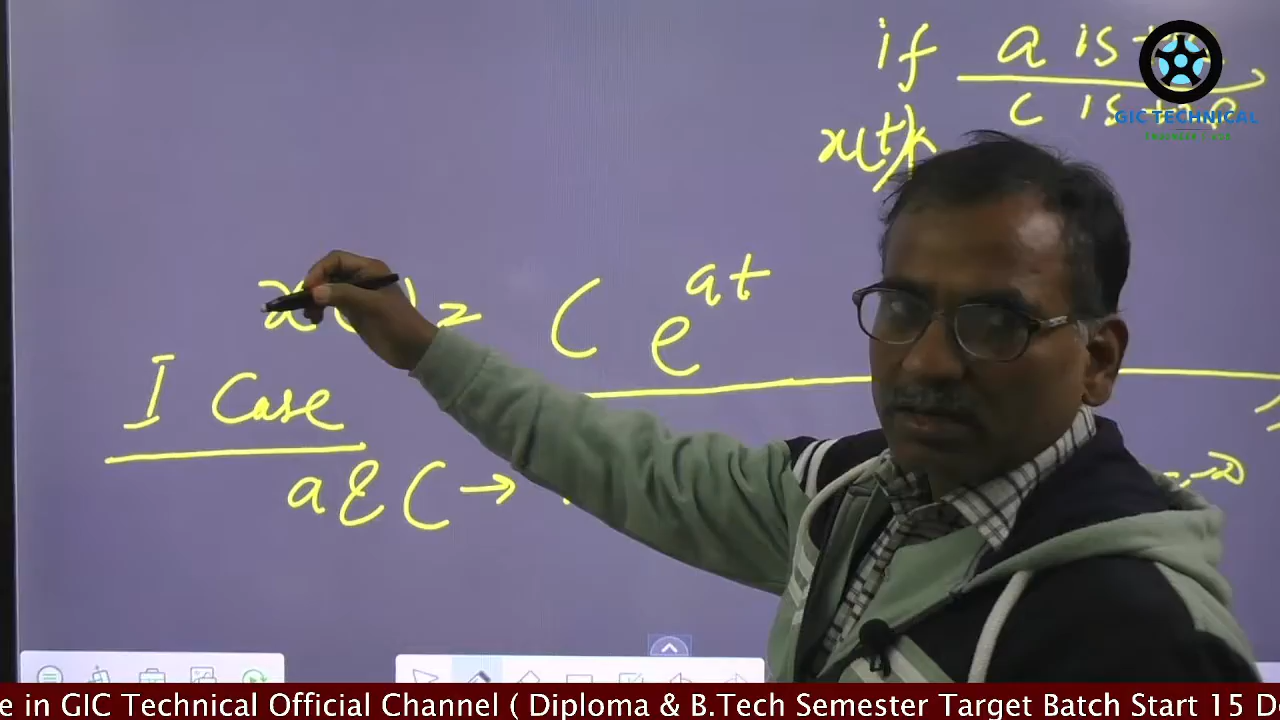 if a is
c is +ve
x(t)
GIC TECHNICAL
x( ) = C e^at
I Case
a & C →
e in GIC Technical Official Channel ( Diploma & B.Tech Semester Target Batch Start 15 D